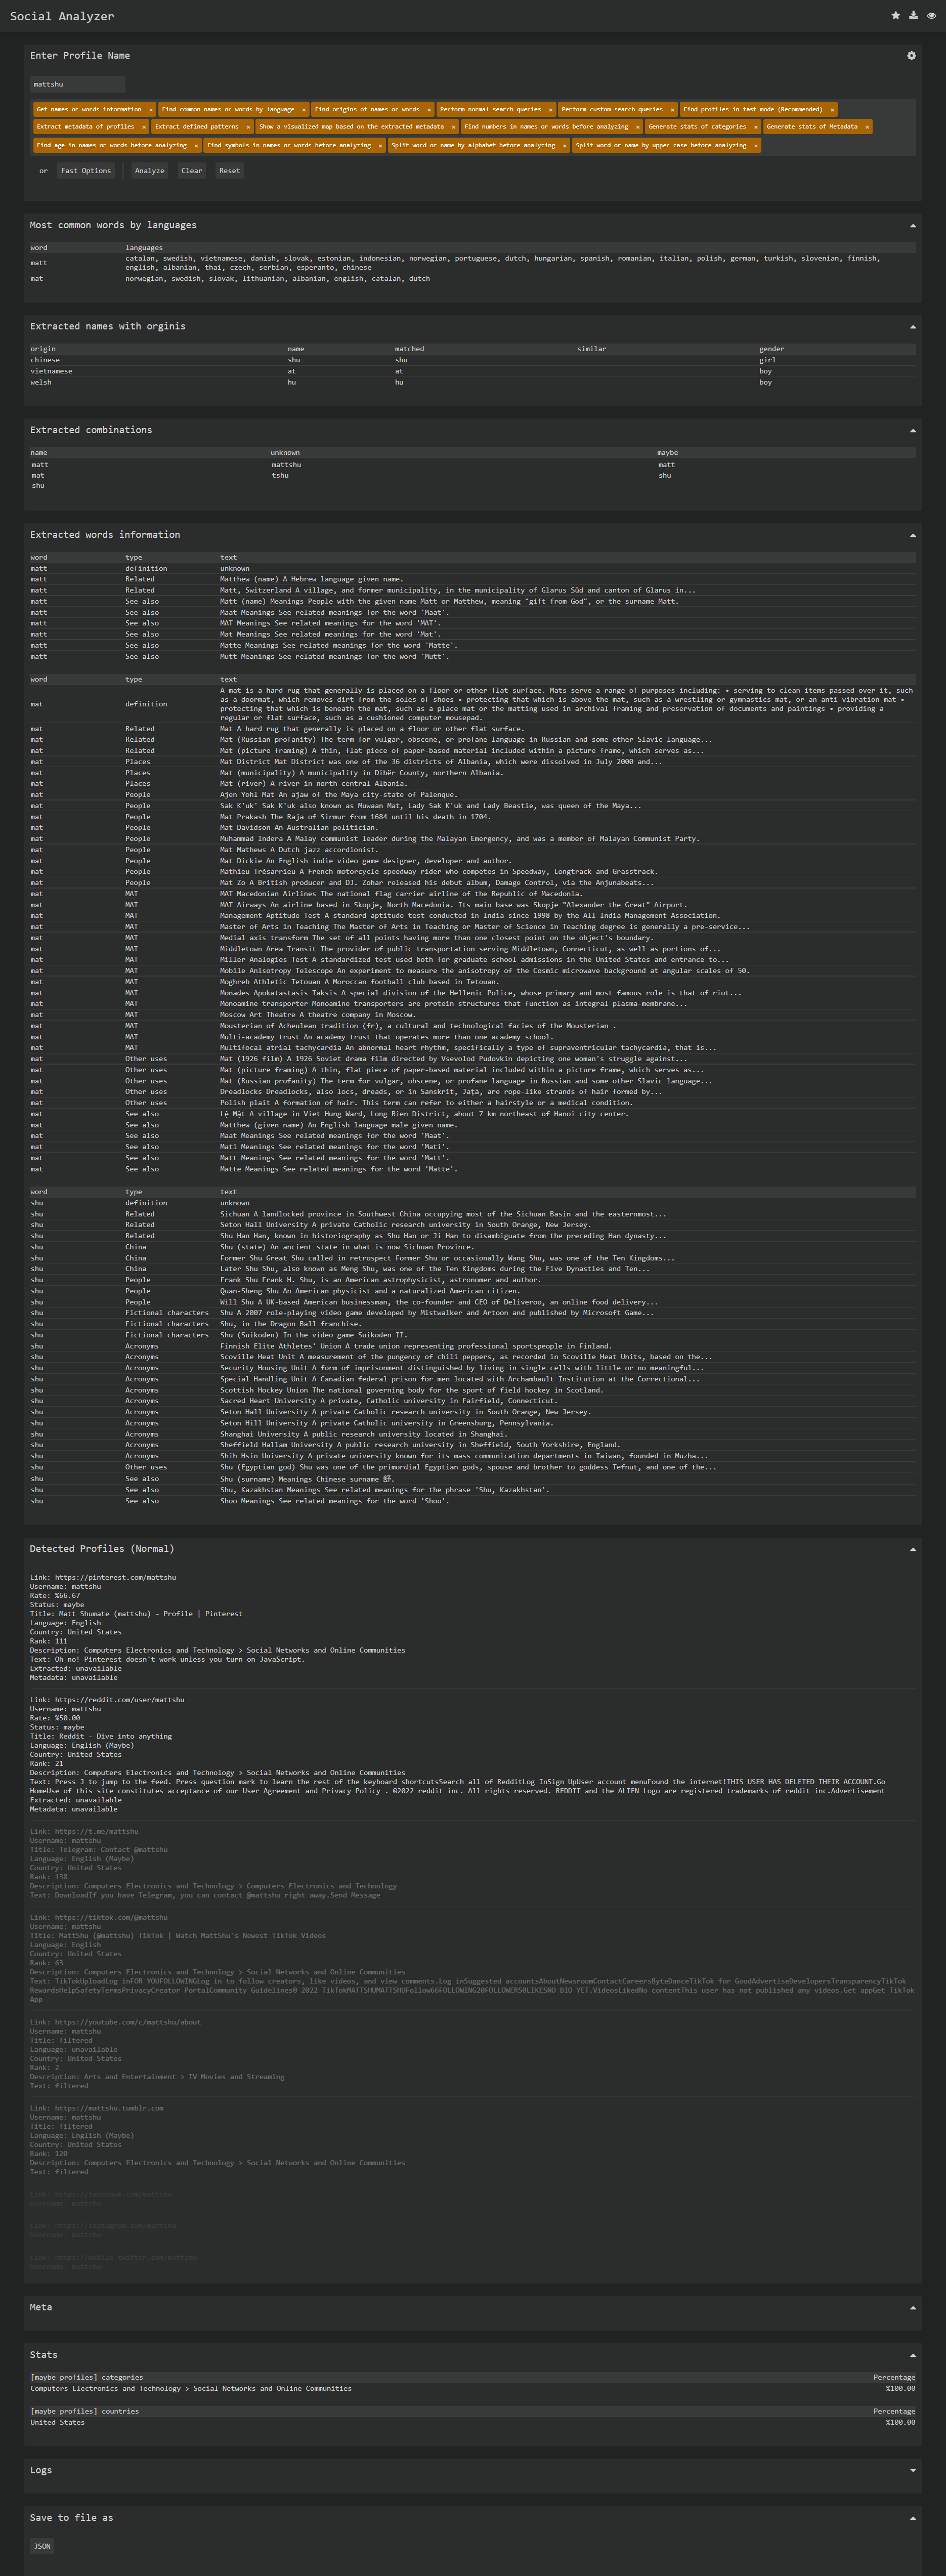 Social Analyzer
Enter Profile Name
mattshu
Get names or words information × Find common names or words by language × Find origins of names or words × Perform normal search queries × Perform custom search queries × Find profiles in fast mode (Recommended) ×
Extract metadata of profiles × Extract defined patterns × Show a visualized map based on the extracted metadata × Find numbers in names or words before analyzing × Generate stats of categories × Generate stats of Metadata ×
Find age in names or words before analyzing × Find symbols in names or words before analyzing × Split word or name by alphabet before analyzing × Split word or name by upper case before analyzing ×
or Fast Options Analyze Clear Reset
Most common words by languages
word languages
matt catalan, swedish, vietnamese, danish, slovak, estonian, indonesian, norwegian, portuguese, dutch, hungarian, spanish, romanian, italian, polish, german, turkish, slovenian, finnish,
english, albanian, thai, czech, serbian, esperanto, chinese
mat norwegian, swedish, slovak, lithuanian, albanian, english, catalan, dutch
Extracted names with orginis
origin name matched similar gender
chinese shu shu girl
vietnamese at at boy
welsh hu hu boy
Extracted combinations
name unknown maybe
matt mattshu matt
mat tshu shu
shu
Extracted words information
word type text
matt definition unknown
matt Related Matthew (name) A Hebrew language given name.
matt Related Matt, Switzerland A village, and former municipality, in the municipality of Glarus Süd and canton of Glarus in...
matt See also Matt (name) Meanings People with the given name Matt or Matthew, meaning "gift from God", or the surname Matt.
matt See also Maat Meanings See related meanings for the word 'Maat'.
matt See also MAT Meanings See related meanings for the word 'MAT'.
matt See also Mat Meanings See related meanings for the word 'Mat'.
matt See also Matte Meanings See related meanings for the word 'Matte'.
matt See also Mutt Meanings See related meanings for the word 'Mutt'.
word type text
mat definition A mat is a hard rug that generally is placed on a floor or other flat surface. Mats serve a range of purposes including: • serving to clean items passed over it, such
as a doormat, which removes dirt from the soles of shoes • protecting that which is above the mat, such as a wrestling or gymnastics mat, or an anti-vibration mat •
protecting that which is beneath the mat, such as a place mat or the matting used in archival framing and preservation of documents and paintings • providing a
regular or flat surface, such as a cushioned computer mousepad.
mat Related Mat A hard rug that generally is placed on a floor or other flat surface.
mat Related Mat (Russian profanity) The term for vulgar, obscene, or profane language in Russian and some other Slavic language...
mat Related Mat (picture framing) A thin, flat piece of paper-based material included within a picture frame, which serves as...
mat Places Mat District Mat District was one of the 36 districts of Albania, which were dissolved in July 2000 and...
mat Places Mat (municipality) A municipality in Dibër County, northern Albania.
mat Places Mat (river) A river in north-central Albania.
mat People Ajen Yohl Mat An ajaw of the Maya city-state of Palenque.
mat People Sak K'uk' Sak K'uk also known as Muwaan Mat, Lady Sak K'uk and Lady Beastie, was queen of the Maya...
mat People Mat Prakash The Raja of Sirmur from 1684 until his death in 1704.
mat People Mat Davidson An Australian politician.
mat People Muhammad Indera A Malay communist leader during the Malayan Emergency, and was a member of Malayan Communist Party.
mat People Mat Mathews A Dutch jazz accordionist.
mat People Mat Dickie An English indie video game designer, developer and author.
mat People Mathieu Trésarrieu A French motorcycle speedway rider who competes in Speedway, Longtrack and Grasstrack.
mat People Mat Zo A British producer and DJ. Zohar released his debut album, Damage Control, via the Anjunabeats...
mat MAT MAT Macedonian Airlines The national flag carrier airline of the Republic of Macedonia.
mat MAT MAT Airways An airline based in Skopje, North Macedonia. Its main base was Skopje "Alexander the Great" Airport.
mat MAT Management Aptitude Test A standard aptitude test conducted in India since 1998 by the All India Management Association.
mat MAT Master of Arts in Teaching The Master of Arts in Teaching or Master of Science in Teaching degree is generally a pre-service...
mat MAT Medial axis transform The set of all points having more than one closest point on the object's boundary.
mat MAT Middletown Area Transit The provider of public transportation serving Middletown, Connecticut, as well as portions of...
mat MAT Miller Analogies Test A standardized test used both for graduate school admissions in the United States and entrance to...
mat MAT Mobile Anisotropy Telescope An experiment to measure the anisotropy of the Cosmic microwave background at angular scales of 50.
mat MAT Moghreb Athletic Tetouan A Moroccan football club based in Tetouan.
mat MAT Monades Apokatastasis Taksis A special division of the Hellenic Police, whose primary and most famous role is that of riot...
mat MAT Monoamine transporter Monoamine transporters are protein structures that function as integral plasma-membrane...
mat MAT Moscow Art Theatre A theatre company in Moscow.
mat MAT Mousterian of Acheulean tradition (fr), a cultural and technological facies of the Mousterian .
mat MAT Multi-academy trust An academy trust that operates more than one academy school.
mat MAT Multifocal atrial tachycardia An abnormal heart rhythm, specifically a type of supraventricular tachycardia, that is...
mat Other uses Mat (1926 film) A 1926 Soviet drama film directed by Vsevolod Pudovkin depicting one woman's struggle against...
mat Other uses Mat (picture framing) A thin, flat piece of paper-based material included within a picture frame, which serves as...
mat Other uses Mat (Russian profanity) The term for vulgar, obscene, or profane language in Russian and some other Slavic language...
mat Other uses Dreadlocks Dreadlocks, also locs, dreads, or in Sanskrit, Jaṭā, are rope-like strands of hair formed by...
mat Other uses Polish plait A formation of hair. This term can refer to either a hairstyle or a medical condition.
mat See also Lệ Mật A village in Viet Hung Ward, Long Bien District, about 7 km northeast of Hanoi city center.
mat See also Matthew (given name) An English language male given name.
mat See also Maat Meanings See related meanings for the word 'Maat'.
mat See also Mati Meanings See related meanings for the word 'Mati'.
mat See also Matt Meanings See related meanings for the word 'Matt'.
mat See also Matte Meanings See related meanings for the word 'Matte'.
word type text
shu definition unknown
shu Related Sichuan A landlocked province in Southwest China occupying most of the Sichuan Basin and the easternmost...
shu Related Seton Hall University A private Catholic research university in South Orange, New Jersey.
shu Related Shu Han Han, known in historiography as Shu Han or Ji Han to disambiguate from the preceding Han dynasty...
shu China Shu (state) An ancient state in what is now Sichuan Province.
shu China Former Shu Great Shu called in retrospect Former Shu or occasionally Wang Shu, was one of the Ten Kingdoms...
shu China Later Shu Shu, also known as Meng Shu, was one of the Ten Kingdoms during the Five Dynasties and Ten...
shu People Frank Shu Frank H. Shu, is an American astrophysicist, astronomer and author.
shu People Quan-Sheng Shu An American physicist and a naturalized American citizen.
shu People Will Shu A UK-based American businessman, the co-founder and CEO of Deliveroo, an online food delivery...
shu Fictional characters Shu A 2007 role-playing video game developed by Mistwalker and Artoon and published by Microsoft Game...
shu Fictional characters Shu, in the Dragon Ball franchise.
shu Fictional characters Shu (Suikoden) In the video game Suikoden II.
shu Acronyms Finnish Elite Athletes' Union A trade union representing professional sportspeople in Finland.
shu Acronyms Scoville Heat Unit A measurement of the pungency of chili peppers, as recorded in Scoville Heat Units, based on the...
shu Acronyms Security Housing Unit A form of imprisonment distinguished by living in single cells with little or no meaningful...
shu Acronyms Special Handling Unit A Canadian federal prison for men located with Archambault Institution at the Correctional...
shu Acronyms Scottish Hockey Union The national governing body for the sport of field hockey in Scotland.
shu Acronyms Sacred Heart University A private, Catholic university in Fairfield, Connecticut.
shu Acronyms Seton Hall University A private Catholic research university in South Orange, New Jersey.
shu Acronyms Seton Hill University A private Catholic university in Greensburg, Pennsylvania.
shu Acronyms Shanghai University A public research university located in Shanghai.
shu Acronyms Sheffield Hallam University A public research university in Sheffield, South Yorkshire, England.
shu Acronyms Shih Hsin University A private university known for its mass communication departments in Taiwan, founded in Muzha...
shu Other uses Shu (Egyptian god) Shu was one of the primordial Egyptian gods, spouse and brother to goddess Tefnut, and one of the...
shu See also Shu (surname) Meanings Chinese surname 舒.
shu See also Shu, Kazakhstan Meanings See related meanings for the phrase 'Shu, Kazakhstan'.
shu See also Shoo Meanings See related meanings for the word 'Shoo'.
Detected Profiles (Normal)
Link: https://pinterest.com/mattshu
Username: mattshu
Rate: %66.67
Status: maybe
Title: Matt Shumate (mattshu) - Profile | Pinterest
Language: English
Country: United States
Rank: 111
Description: Computers Electronics and Technology > Social Networks and Online Communities
Text: Oh no! Pinterest doesn't work unless you turn on JavaScript.
Extracted: unavailable
Metadata: unavailable
Link: https://reddit.com/user/mattshu
Username: mattshu
Rate: %50.00
Status: maybe
Title: Reddit - Dive into anything
Language: English (Maybe)
Country: United States
Rank: 21
Description: Computers Electronics and Technology > Social Networks and Online Communities
Text: Press J to jump to the feed. Press question mark to learn the rest of the keyboard shortcutsSearch all of RedditLog InSign UpUser account menuFound the internet!THIS USER HAS DELETED THEIR ACCOUNT.Go
HomeUse of this site constitutes acceptance of our User Agreement and Privacy Policy . ©2022 reddit inc. All rights reserved. REDDIT and the ALIEN Logo are registered trademarks of reddit inc.Advertisement
Extracted: unavailable
Metadata: unavailable
Link: https://t.me/mattshu
Username: mattshu
Title: Telegram: Contact @mattshu
Language: English (Maybe)
Country: United States
Rank: 138
Description: Computers Electronics and Technology > Computers Electronics and Technology
Text: DownloadIf you have Telegram, you can contact @mattshu right away.Send Message
Link: https://tiktok.com/@mattshu
Username: mattshu
Title: MattShu (@mattshu) TikTok | Watch MattShu's Newest TikTok Videos
Language: English
Country: United States
Rank: 63
Description: Computers Electronics and Technology > Social Networks and Online Communities
Text: TikTokUploadLog inFOR YOUFOLLOWINGLog in to follow creators, like videos, and view comments.Log inSuggested accountsAboutNewsroomContactCareersByteDanceTikTok for GoodAdvertiseDevelopersTransparencyTikTok
RewardsHelpSafetyTermsPrivacyCreator PortalCommunity Guidelines© 2022 TikTokMATTSHUMATTSHUFollow66FOLLOWING20FOLLOWERS0LIKESNO BIO YET.VideosLikedNo contentThis user has not published any videos.Get appGet TikTok
App
Link: https://youtube.com/c/mattshu/about
Username: mattshu
Title: filtered
Language: unavailable
Country: United States
Rank: 2
Description: Arts and Entertainment > TV Movies and Streaming
Text: filtered
Link: https://mattshu.tumblr.com
Username: mattshu
Title: filtered
Language: English (Maybe)
Country: United States
Rank: 120
Description: Computers Electronics and Technology > Social Networks and Online Communities
Text: filtered
Link: https://facebook.com/mattshu
Username: mattshu
Link: https://instagram.com/mattshu
Username: mattshu
Link: https://mobile.twitter.com/mattshu
Username: mattshu
Meta
Stats
[maybe profiles] categories Percentage
Computers Electronics and Technology > Social Networks and Online Communities %100.00
[maybe profiles] countries Percentage
United States %100.00
Logs
Save to file as
JSON